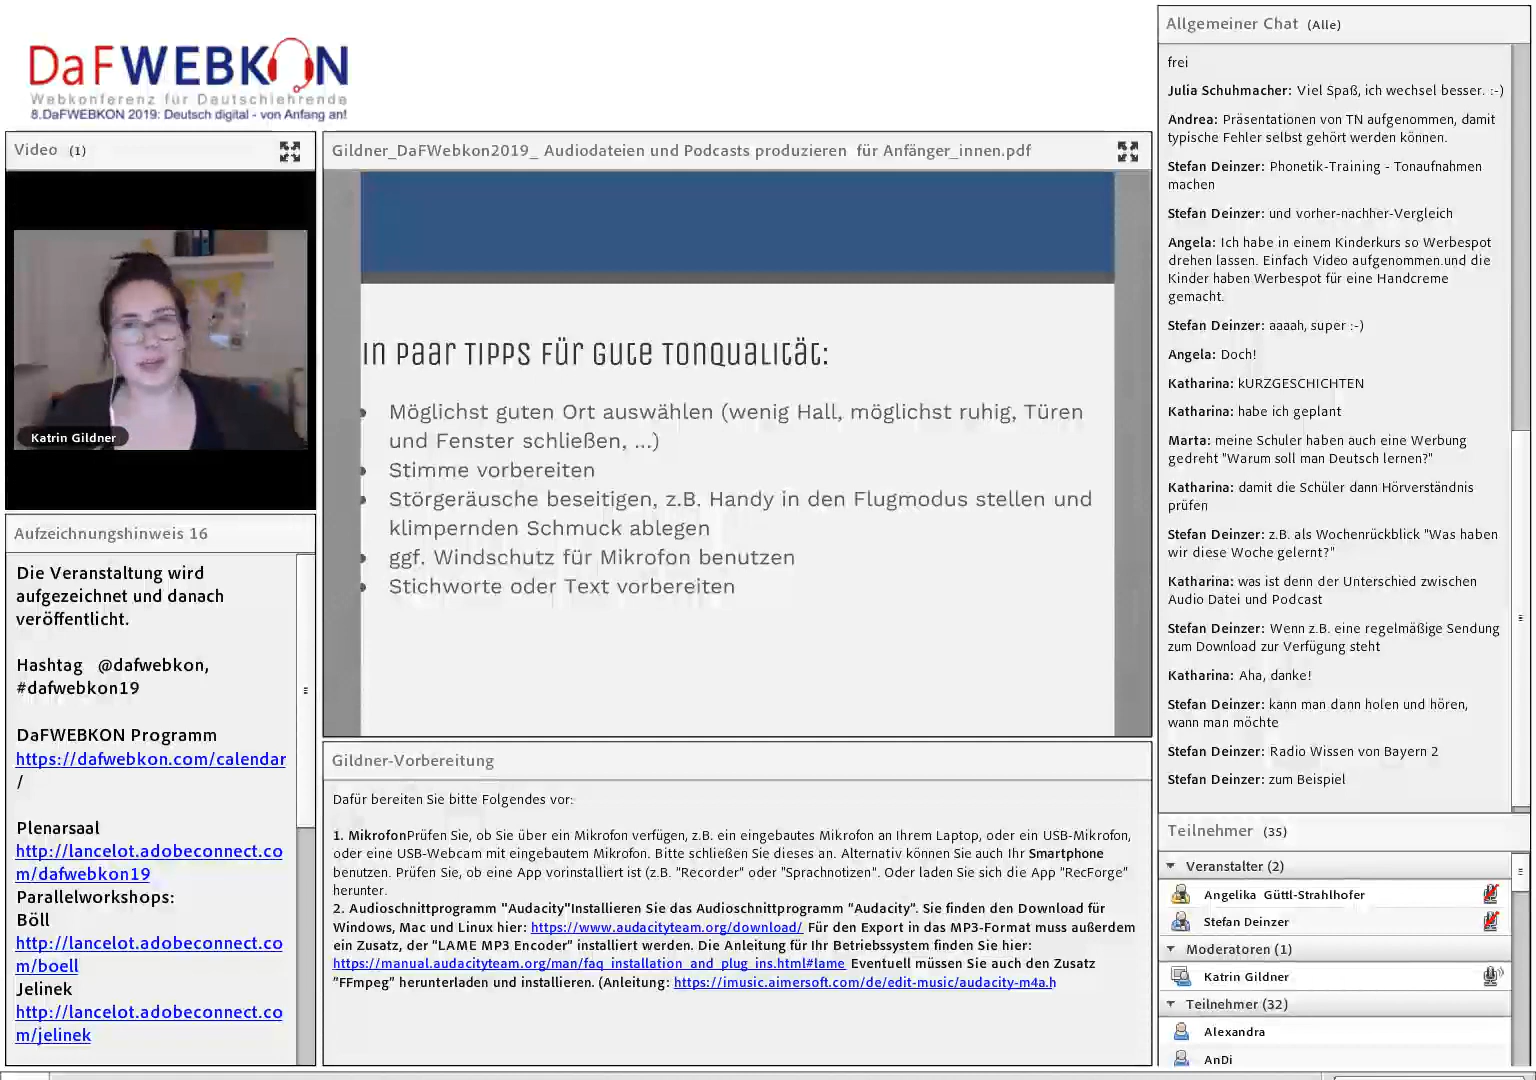 DaFWEBKON
Webkonferenz für Deutschlehrende
8.DaFWEBKON 2019: Deutsch digital - von Anfang an!
Video (1)
Katrin Gildner
Aufzeichnungshinweis 16
Die Veranstaltung wird
aufgezeichnet und danach
veröffentlicht.
Hashtag @dafwebkon,
#dafwebkon19
DaFWEBKON Programm
https://dafwebkon.com/calendar
/
Plenarsaal
http://lancelot.adobeconnect.co
m/dafwebkon19
Parallelworkshops:
Böll
http://lancelot.adobeconnect.co
m/boell
Jelinek
http://lancelot.adobeconnect.co
m/jelinek
Gildner_DaFWebkon2019_ Audiodateien und Podcasts produzieren für Anfänger_innen.pdf
in paar Tipps für gute Tonqualität:
• Möglichst guten Ort auswählen (wenig Hall, möglichst ruhig, Türen
und Fenster schließen, ...)
• Stimme vorbereiten
• Störgeräusche beseitigen, z.B. Handy in den Flugmodus stellen und
klimpernden Schmuck ablegen
• ggf. Windschutz für Mikrofon benutzen
• Stichworte oder Text vorbereiten
Gildner-Vorbereitung
Dafür bereiten Sie bitte Folgendes vor:
1. MikrofonPrüfen Sie, ob Sie über ein Mikrofon verfügen, z.B. ein eingebautes Mikrofon an Ihrem Laptop, oder ein USB-Mikrofon,
oder eine USB-Webcam mit eingebautem Mikrofon. Bitte schließen Sie dieses an. Alternativ können Sie auch Ihr Smartphone
benutzen. Prüfen Sie, ob eine App vorinstalliert ist (z.B. "Recorder" oder "Sprachnotizen". Oder laden Sie sich die App "RecForge"
herunter.
2. Audioschnittprogramm "Audacity"Installieren Sie das Audioschnittprogramm "Audacity". Sie finden den Download für
Windows, Mac und Linux hier: https://www.audacityteam.org/download/ Für den Export in das MP3-Format muss außerdem
ein Zusatz, der "LAME MP3 Encoder" installiert werden. Die Anleitung für Ihr Betriebssystem finden Sie hier:
https://manual.audacityteam.org/man/faq_installation_and_plug_ins.html#lame Eventuell müssen Sie auch den Zusatz
"FFmpeg" herunterladen und installieren. (Anleitung: https://imusic.aimersoft.com/de/edit-music/audacity-m4a.h
Allgemeiner Chat (Alle)
frei
Julia Schuhmacher: Viel Spaß, ich wechsel besser. :-)
Andrea: Präsentationen von TN aufgenommen, damit
typische Fehler selbst gehört werden können.
Stefan Deinzer: Phonetik-Training - Tonaufnahmen
machen
Stefan Deinzer: und vorher-nachher-Vergleich
Angela: Ich habe in einem Kinderkurs so Werbespot
drehen lassen. Einfach Video aufgenommen.und die
Kinder haben Werbespot für eine Handcreme
gemacht.
Stefan Deinzer: aaaah, super :-)
Angela: Doch!
Katharina: kURZGESCHICHTEN
Katharina: habe ich geplant
Marta: meine Schuler haben auch eine Werbung
gedreht "Warum soll man Deutsch lernen?"
Katharina: damit die Schüler dann Hörverständnis
prüfen
Stefan Deinzer: z.B. als Wochenrückblick "Was haben
wir diese Woche gelernt?"
Katharina: was ist denn der Unterschied zwischen
Audio Datei und Podcast
Stefan Deinzer: Wenn z.B. eine regelmäßige Sendung
zum Download zur Verfügung steht
Katharina: Aha, danke!
Stefan Deinzer: kann man dann holen und hören,
wann man möchte
Stefan Deinzer: Radio Wissen von Bayern 2
Stefan Deinzer: zum Beispiel
Teilnehmer (35)
Veranstalter (2)
Angelika Güttl-Strahlhofer
Stefan Deinzer
Moderatoren (1)
Katrin Gildner
Teilnehmer (32)
Alexandra
AnDi